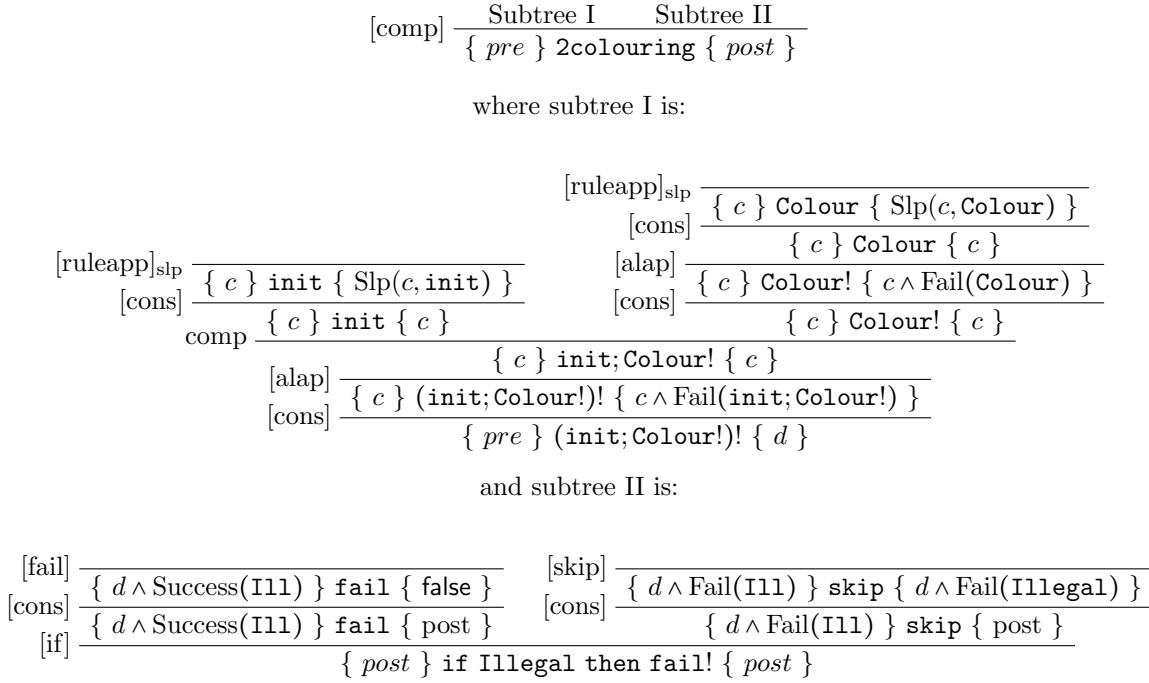 [comp] Subtree I Subtree II
{ pre } 2colouring { post }
where subtree I is:
[ruleapp]slp
{ c } Colour { Slp(c, Colour) }
[cons]
{ c } Colour { c }
[ruleapp]slp
[alap]
{ c } init { Slp(c, init) }
{ c } Colour! { c ∧ Fail(Colour) }
[cons]
[cons]
{ c } init { c }
{ c } Colour! { c }
comp
{ c } init; Colour! { c }
[alap]
{ c } (init; Colour!)! { c ∧ Fail(init; Colour!) }
[cons]
{ pre } (init; Colour!)! { d }
and subtree II is:
[fail]
[skip]
{ d ∧ Success(Ill) } fail { false }
{ d ∧ Fail(Ill) } skip { d ∧ Fail(Illegal) }
[cons]
[cons]
{ d ∧ Success(Ill) } fail { post }
{ d ∧ Fail(Ill) } skip { post }
[if]
{ post } if Illegal then fail! { post }